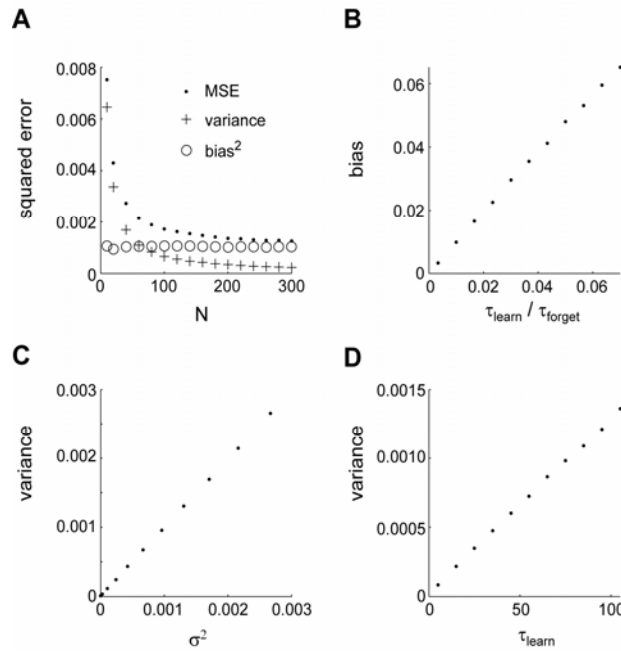 A
0.008
0.006
0.004
0.002
0
squared error
MSE
variance
bias²
0
100
200
300
N
B
0.06
0.04
0.02
0
bias
0
0.02
0.04
0.06
τlearn / τforget
C
0.003
0.002
0.001
0
variance
0
0.001
0.002
0.003
σ²
D
0.0015
0.0010
0.0005
0
variance
0
50
100
τlearn